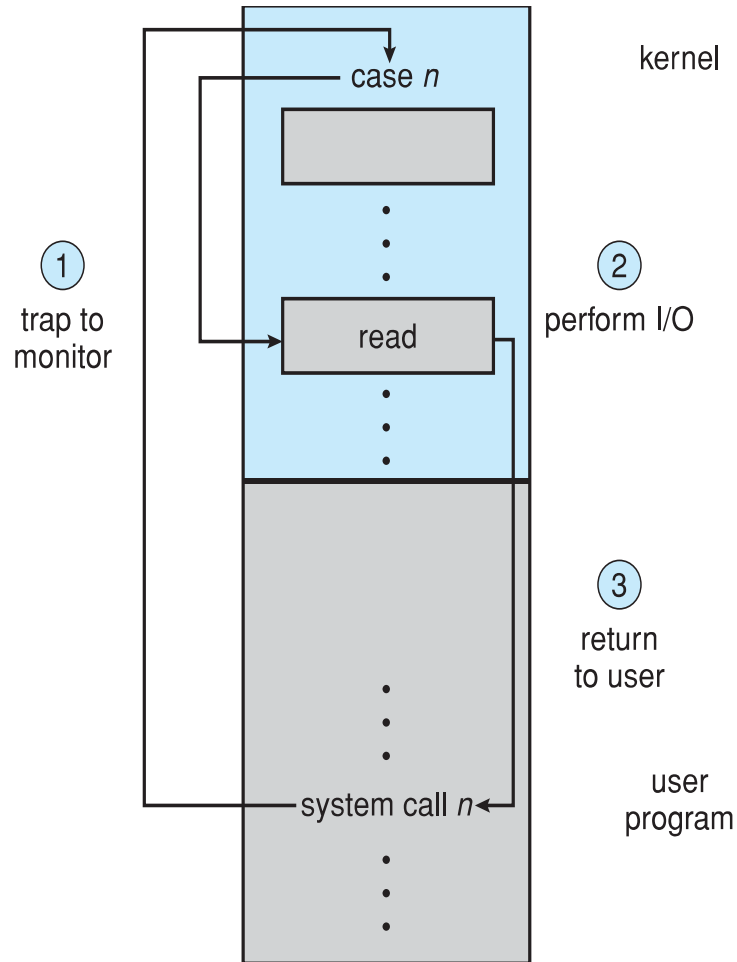 kernel
case n
1
trap to
monitor
2
perform I/O
read
3
return
to user
system call n
user
program